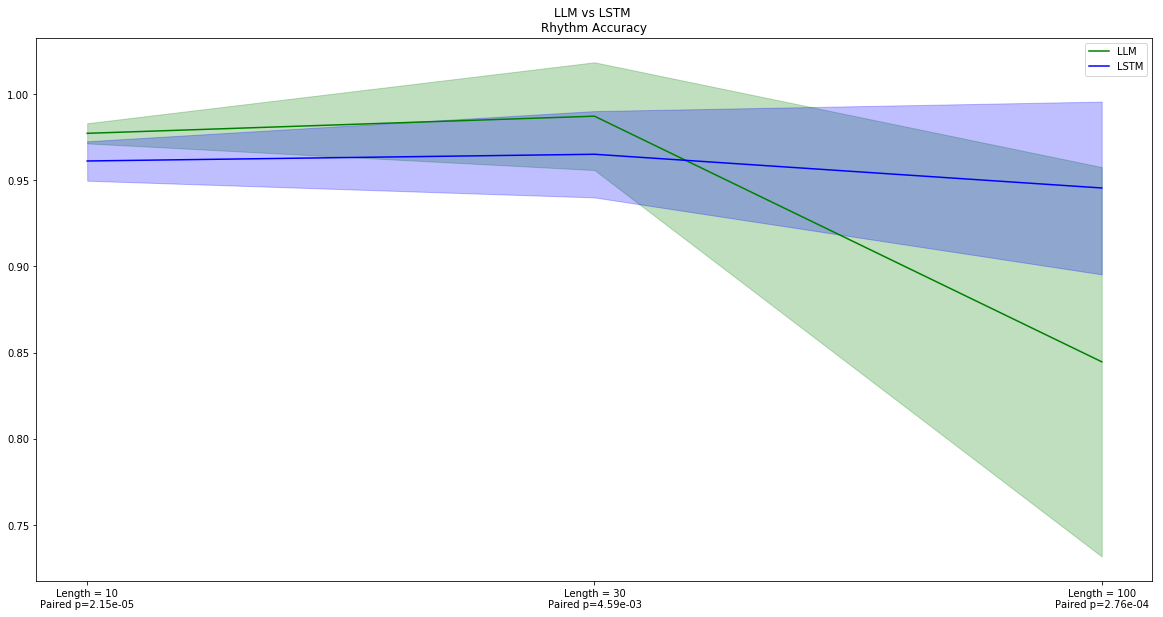 LLM vs LSTM
Rhythm Accuracy
LLM
LSTM
1.00
0.95
0.90
0.85
0.80
0.75
Length = 10
Paired p=2.15e-05
Length = 30
Paired p=4.59e-03
Length = 100
Paired p=2.76e-04